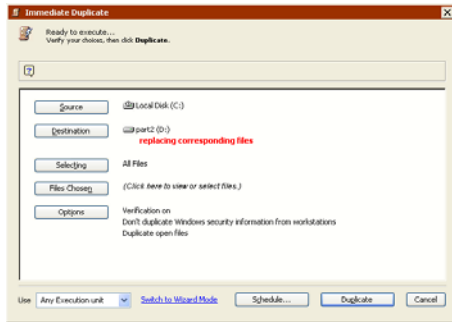 Immediate Duplicate
Ready to execute...
Verify your choices, then click Duplicate.
Source
Local Disk (C:)
Destination
part2 (D:)
replacing corresponding files
Selecting
All Files
Files Chosen
(Click here to view or select files.)
Options
Verification on
Don't duplicate Windows security information from workstations
Duplicate open files
Use
Any Execution unit
Switch to Wizard Mode
Schedule...
Duplicate
Cancel